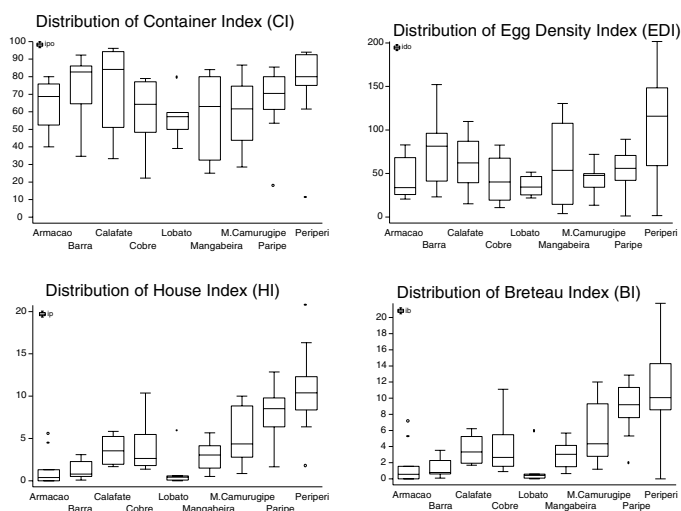 Distribution of Container Index (CI)
ipo
100
90
80
70
60
50
40
30
20
10
0
Armacao Calafate Lobato M.Camurugipe Periperi
Barra Cobre Mangabeira Paripe
Distribution of Egg Density Index (EDI)
ido
200
150
100
50
0
Armacao Calafate Lobato M.Camurugipe Periperi
Barra Cobre Mangabeira Paripe
Distribution of House Index (HI)
ip
20
15
10
5
0
Armacao Calafate Lobato M.Camurugipe Periperi
Barra Cobre Mangabeira Paripe
Distribution of Breteau Index (BI)
ib
20
18
16
14
12
10
8
6
4
2
0
Armacao Calafate Lobato M.Camurugipe Periperi
Barra Cobre Mangabeira Paripe